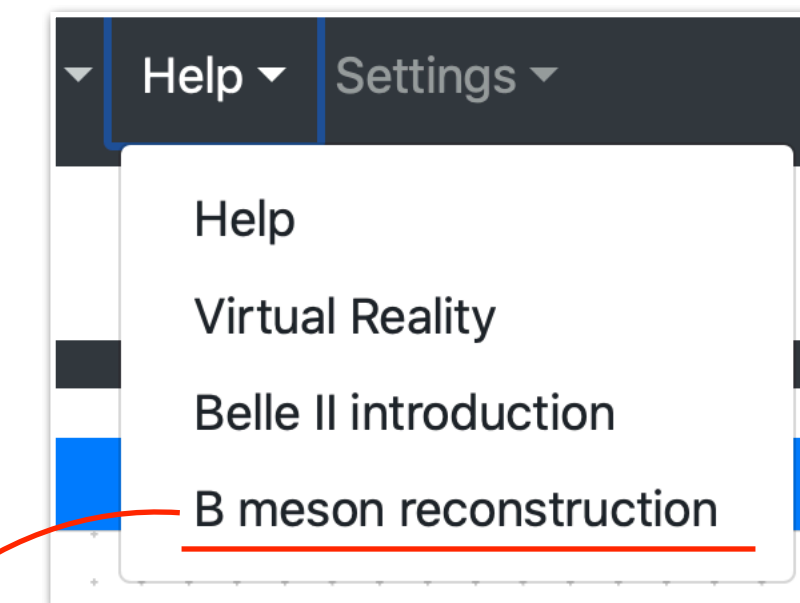 Help Settings
Help
Virtual Reality
Belle II introduction
B meson reconstruction